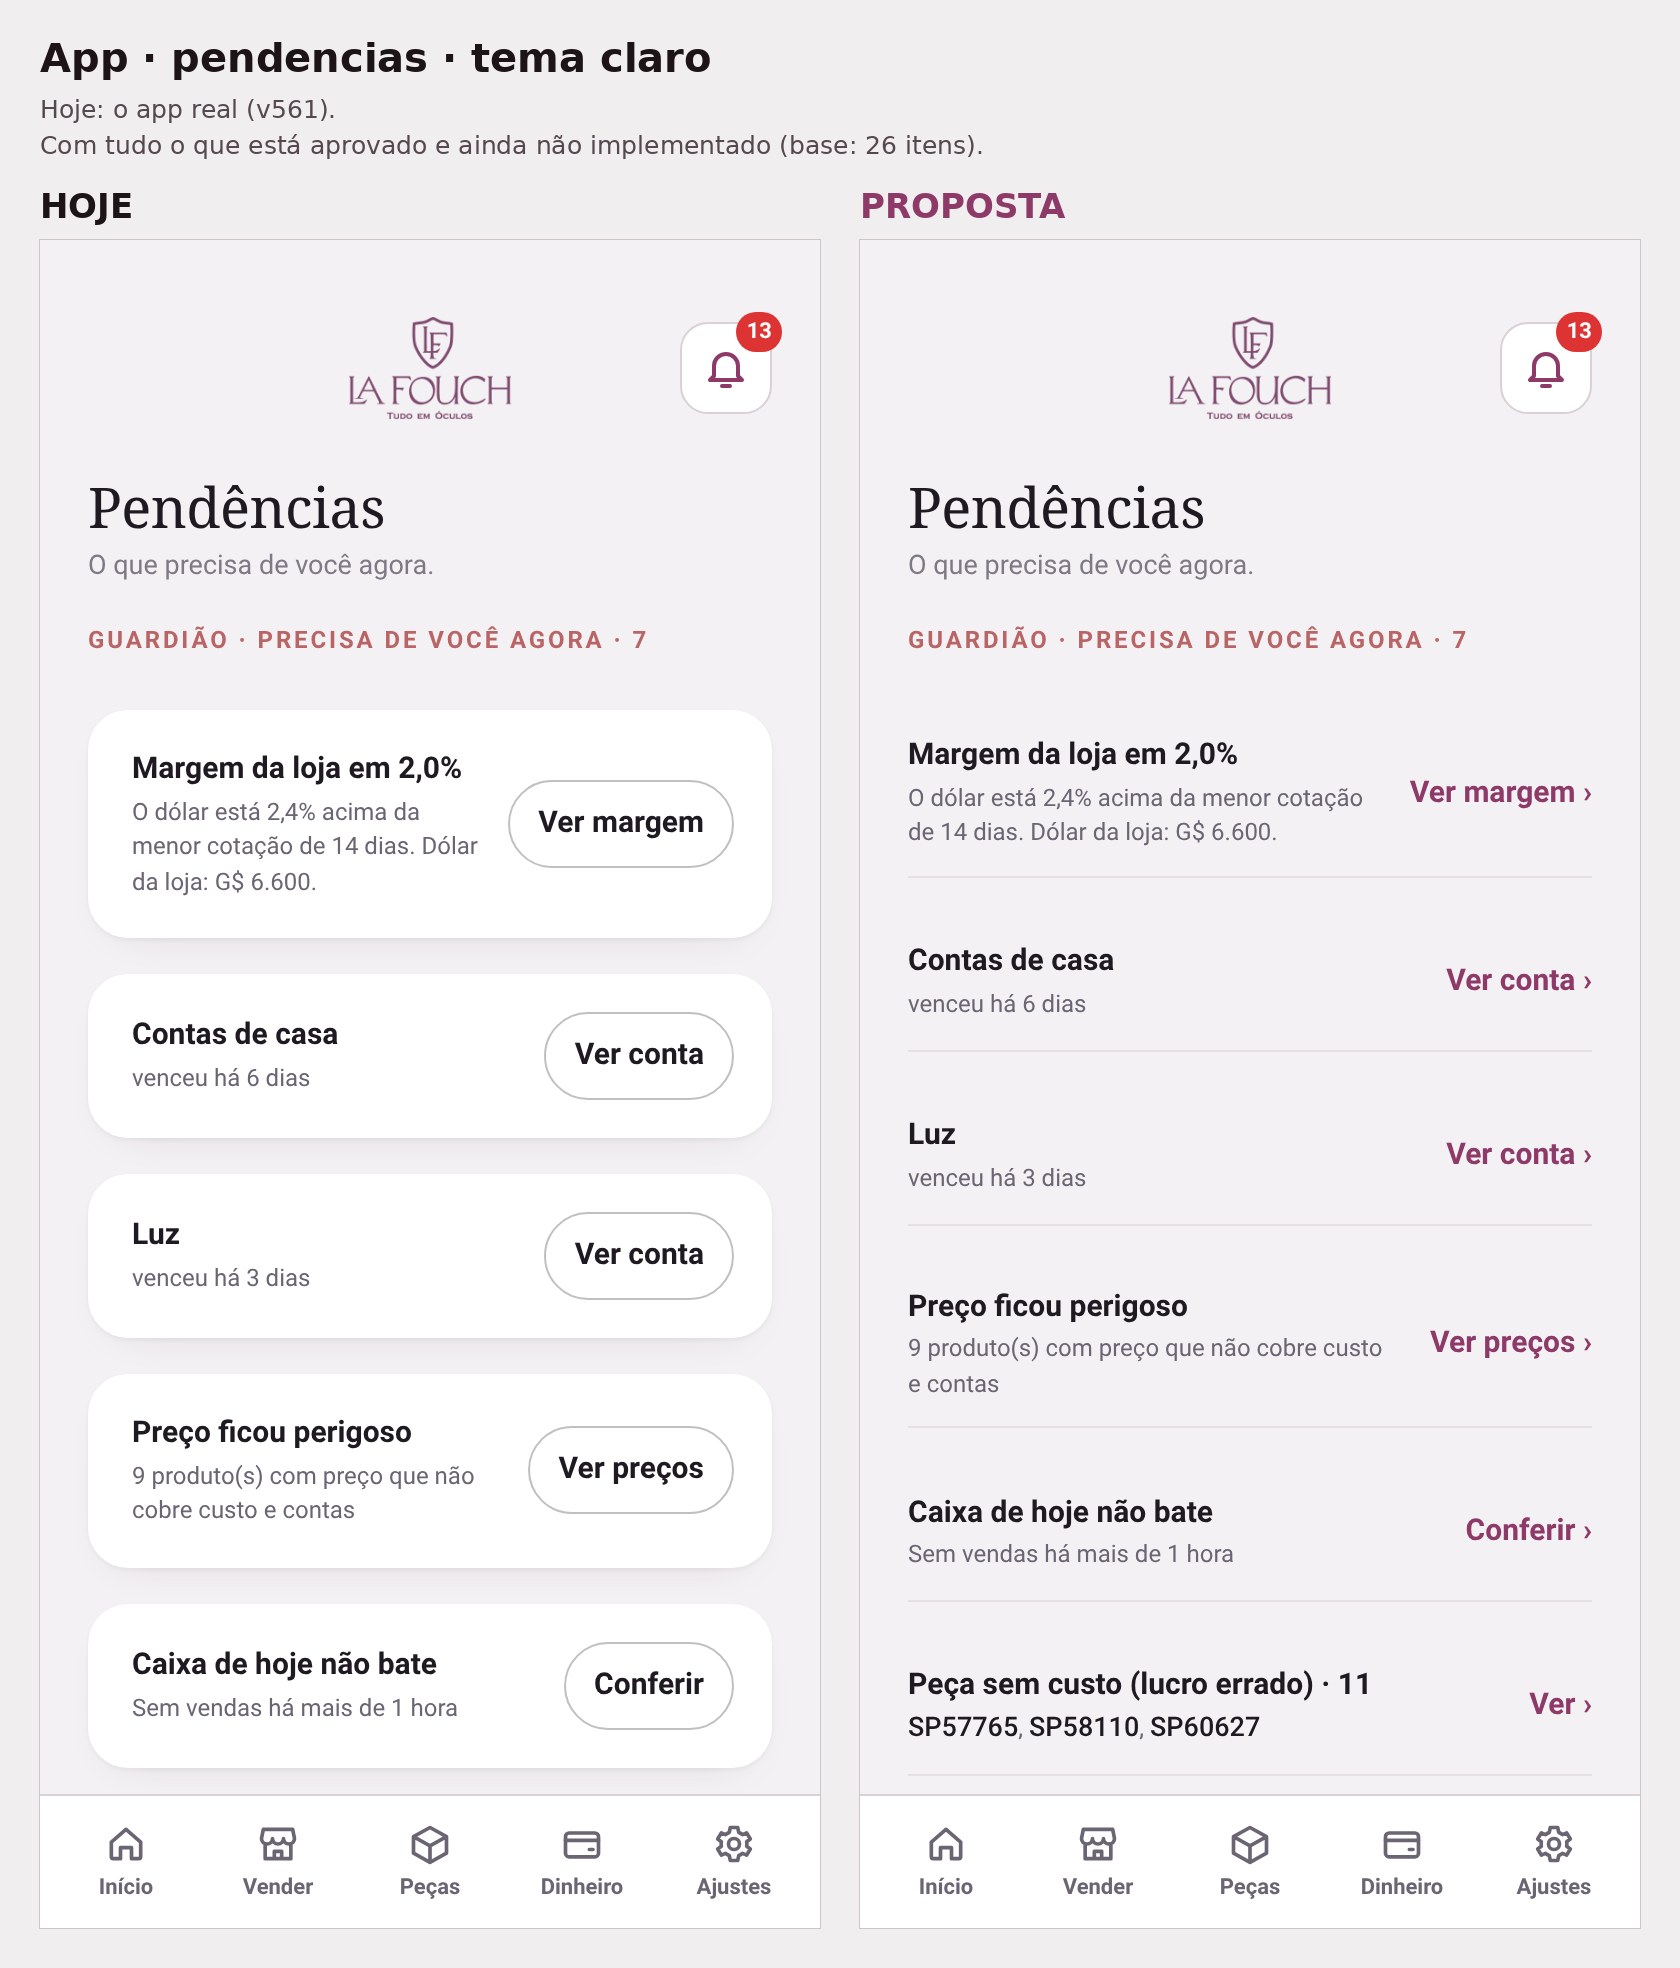 App · pendencias · tema claro
Hoje: o app real (v561).
Com tudo o que está aprovado e ainda não implementado (base: 26 itens).
HOJE
13
LF
LA FOUCH
TUDO EM ÓCULOS
Pendências
O que precisa de você agora.
GUARDIÃO · PRECISA DE VOCÊ AGORA · 7
Margem da loja em 2,0%
O dólar está 2,4% acima da
menor cotação de 14 dias. Dólar
da loja: G$ 6.600.
Ver margem
Contas de casa
venceu há 6 dias
Ver conta
Luz
venceu há 3 dias
Ver conta
Preço ficou perigoso
9 produto(s) com preço que não
cobre custo e contas
Ver preços
Caixa de hoje não bate
Sem vendas há mais de 1 hora
Conferir
Início
Vender
Peças
Dinheiro
Ajustes
PROPOSTA
13
LF
LA FOUCH
TUDO EM ÓCULOS
Pendências
O que precisa de você agora.
GUARDIÃO · PRECISA DE VOCÊ AGORA · 7
Margem da loja em 2,0%
O dólar está 2,4% acima da menor cotação
de 14 dias. Dólar da loja: G$ 6.600.
Ver margem ›
Contas de casa
venceu há 6 dias
Ver conta ›
Luz
venceu há 3 dias
Ver conta ›
Preço ficou perigoso
9 produto(s) com preço que não cobre custo
e contas
Ver preços ›
Caixa de hoje não bate
Sem vendas há mais de 1 hora
Conferir ›
Peça sem custo (lucro errado) · 11
SP57765, SP58110, SP60627
Ver ›
Início
Vender
Peças
Dinheiro
Ajustes